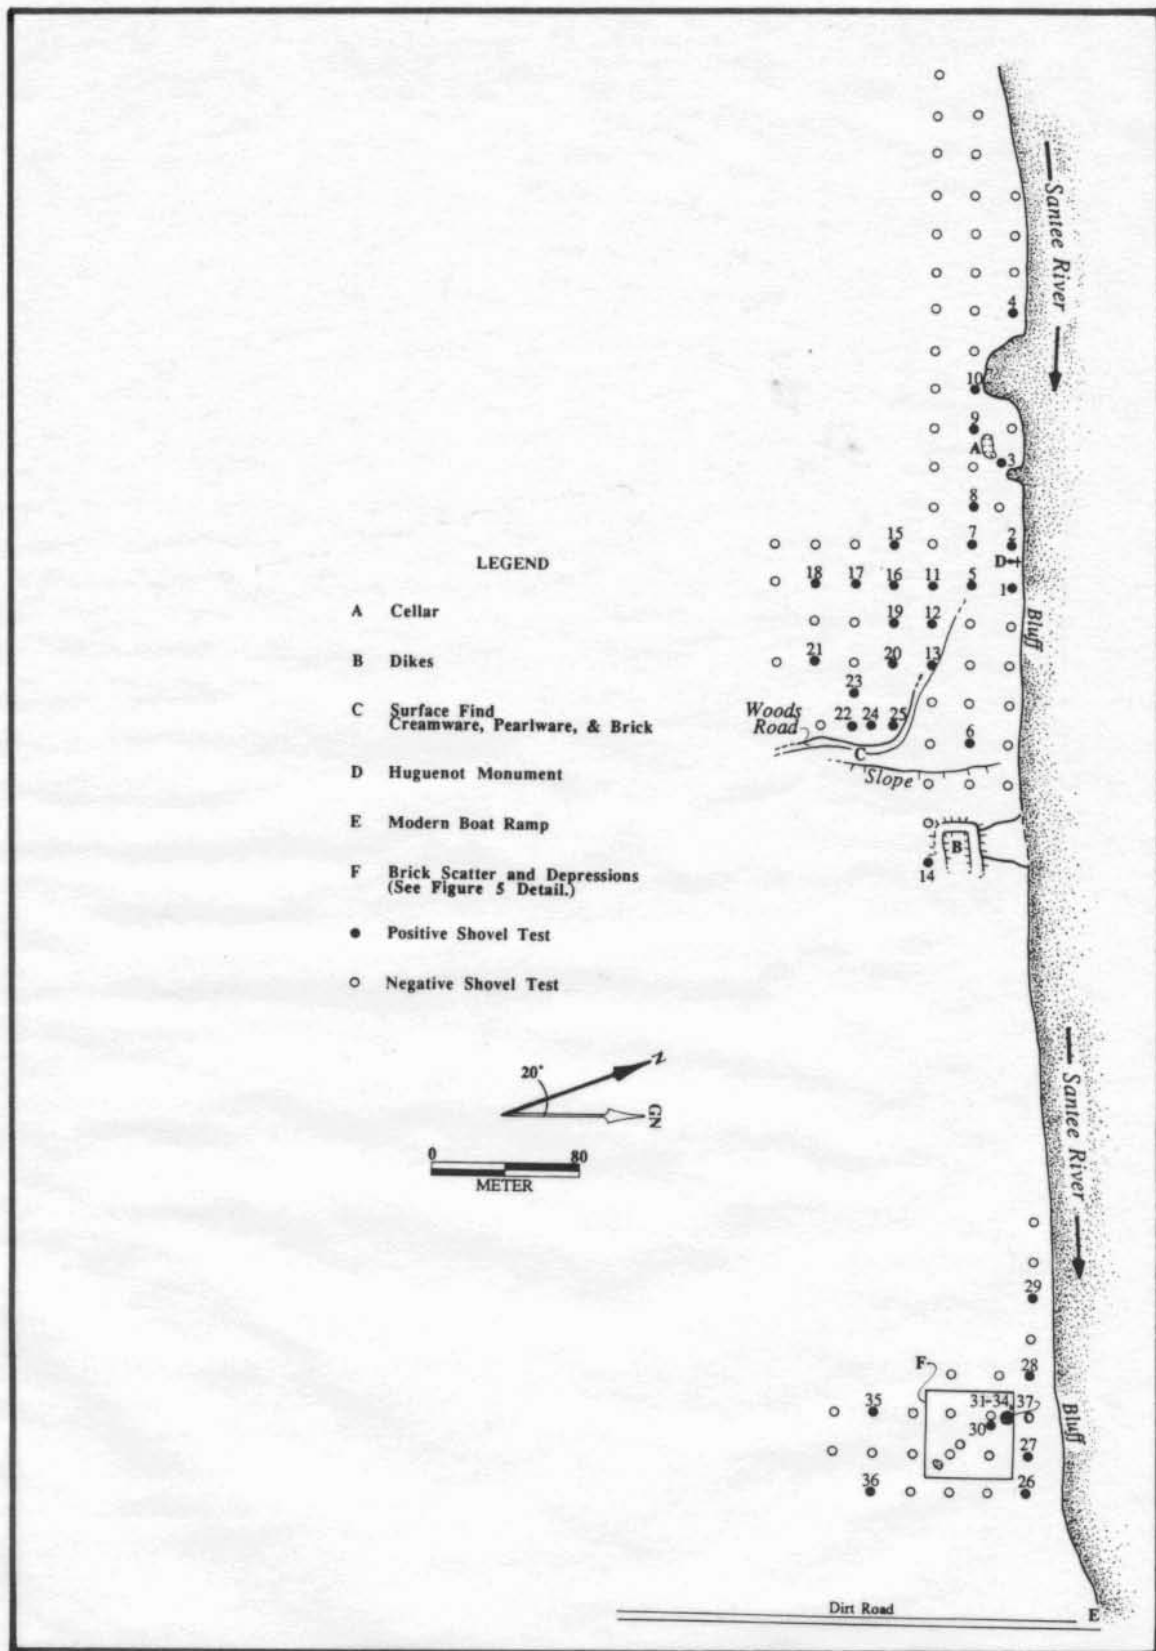 Santee River
4
10
9
A
3
8
15
7
2
D
18
17
16
11
5
1
19
12
Bluff
21
20
13
23
Woods
Road
22
24
25
6
C
Slope
B
14
LEGEND
A Cellar
B Dikes
C Surface Find
Creamware, Pearlware, & Brick
D Huguenot Monument
E Modern Boat Ramp
F Brick Scatter and Depressions
(See Figure 5 Detail.)
Positive Shovel Test
Negative Shovel Test
20°
N
GN
0 80
METER
Santee River
29
28
F
35
31-34, 37
30
Bluff
27
36
26
Dirt Road
E